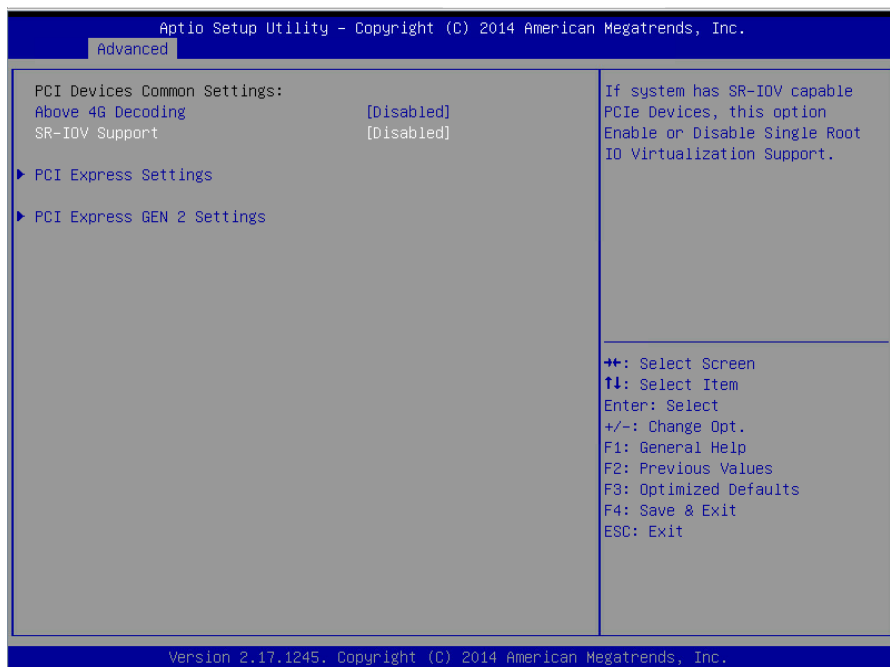 Aptio Setup Utility – Copyright (C) 2014 American Megatrends, Inc.
Advanced
PCI Devices Common Settings:
Above 4G Decoding [Disabled]
SR-IOV Support [Disabled]
PCI Express Settings
PCI Express GEN 2 Settings
If system has SR-IOV capable
PCIe Devices, this option
Enable or Disable Single Root
IO Virtualization Support.
→←: Select Screen
↑↓: Select Item
Enter: Select
+/-: Change Opt.
F1: General Help
F2: Previous Values
F3: Optimized Defaults
F4: Save & Exit
ESC: Exit
Version 2.17.1245. Copyright (C) 2014 American Megatrends, Inc.